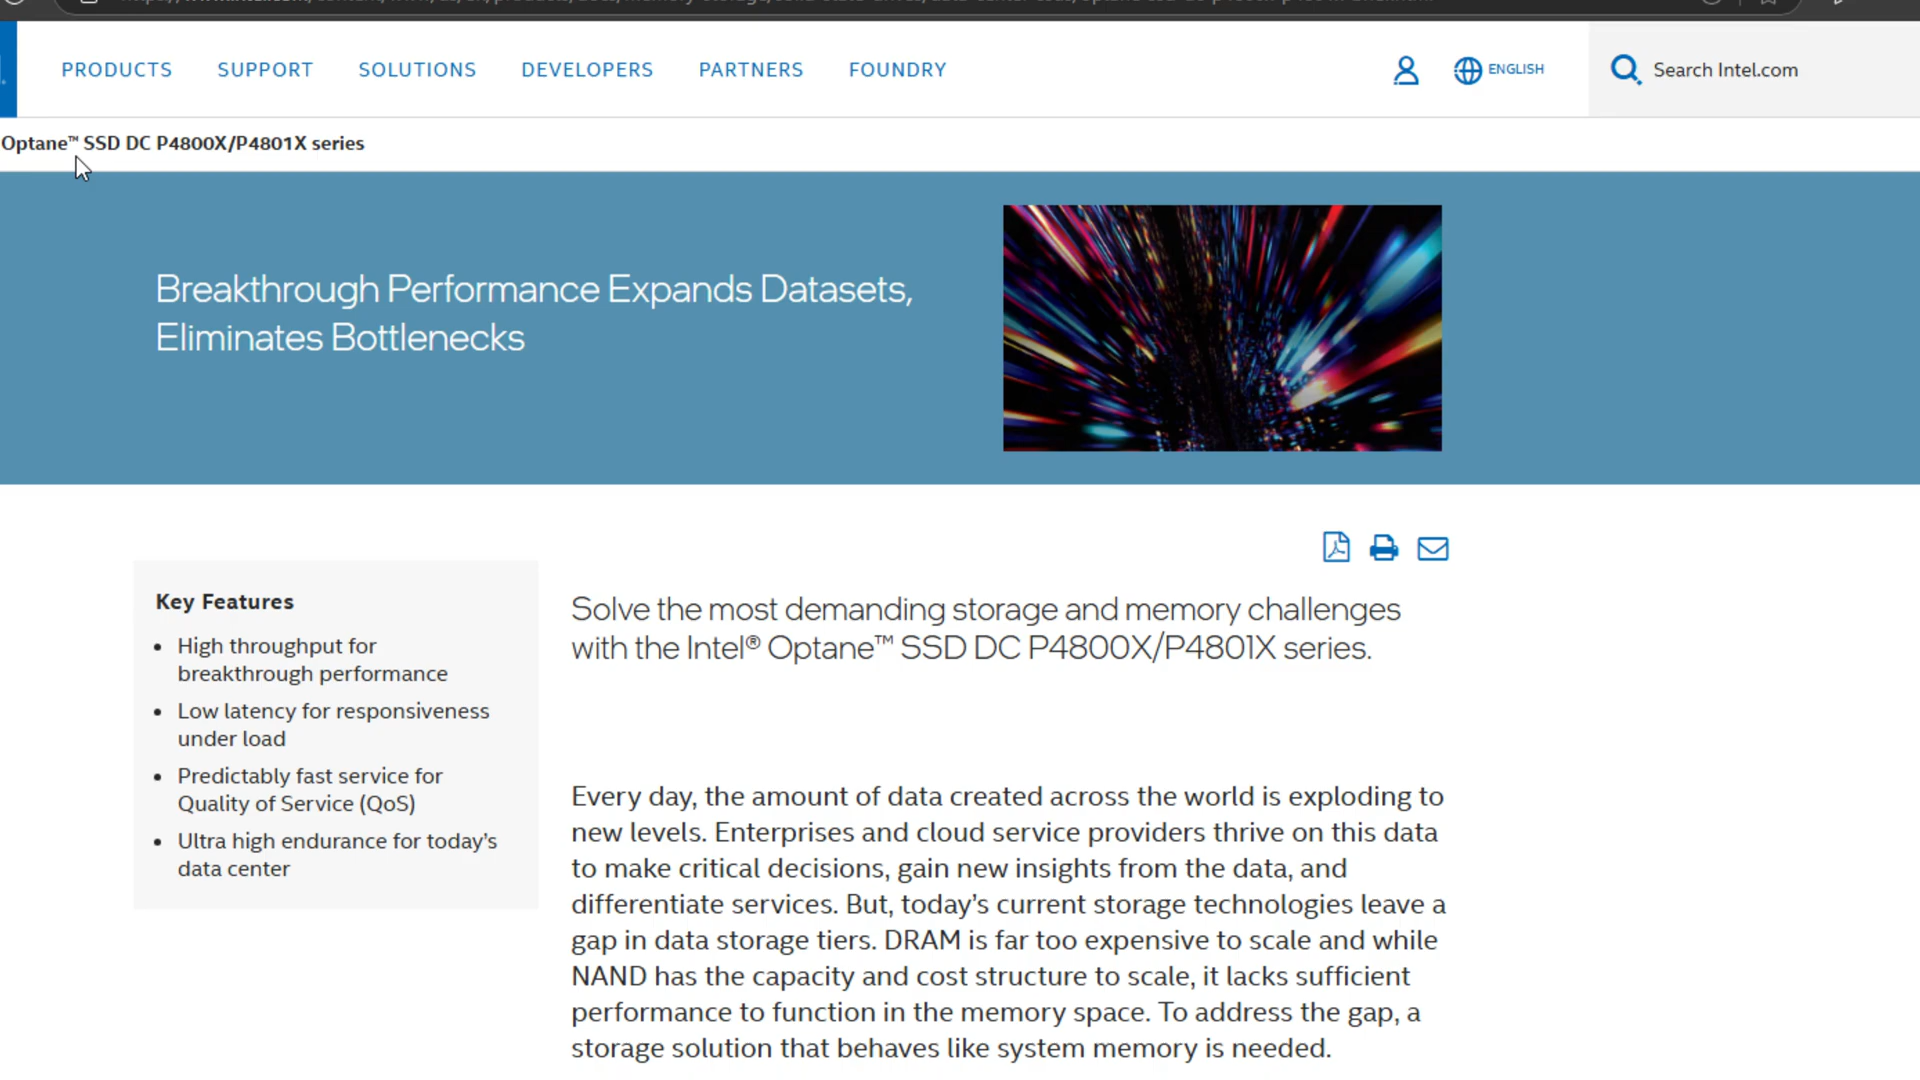 PRODUCTS SUPPORT SOLUTIONS DEVELOPERS PARTNERS FOUNDRY ENGLISH Search Intel.com
Optane™ SSD DC P4800X/P4801X series
Breakthrough Performance Expands Datasets,
Eliminates Bottlenecks
Key Features
• High throughput for
breakthrough performance
• Low latency for responsiveness
under load
• Predictably fast service for
Quality of Service (QoS)
• Ultra high endurance for today's
data center
Solve the most demanding storage and memory challenges
with the Intel® Optane™ SSD DC P4800X/P4801X series.
Every day, the amount of data created across the world is exploding to
new levels. Enterprises and cloud service providers thrive on this data
to make critical decisions, gain new insights from the data, and
differentiate services. But, today's current storage technologies leave a
gap in data storage tiers. DRAM is far too expensive to scale and while
NAND has the capacity and cost structure to scale, it lacks sufficient
performance to function in the memory space. To address the gap, a
storage solution that behaves like system memory is needed.